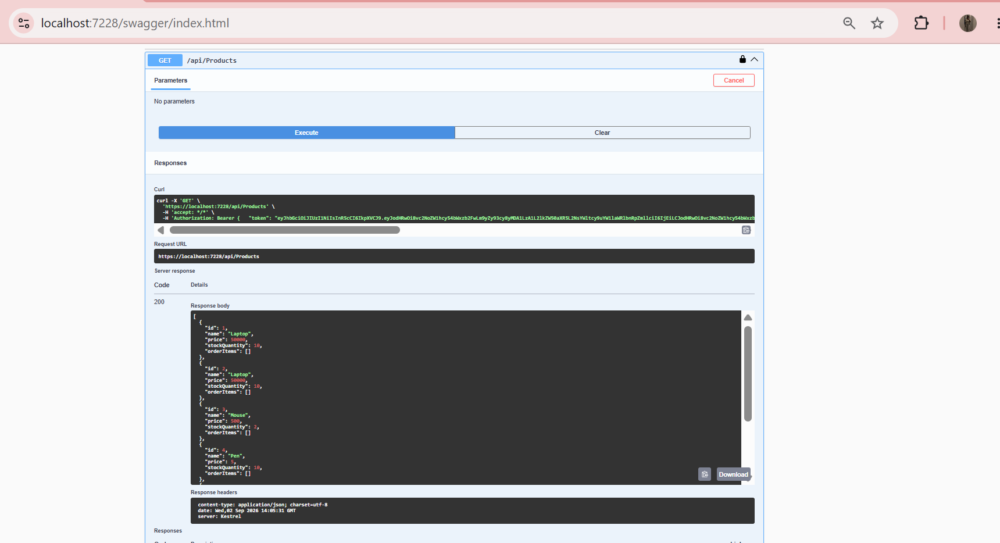 localhost:7228/swagger/index.html
GET /api/Products
Parameters
Cancel
No parameters
Execute
Clear
Responses
Curl
curl -X 'GET' \
'https://localhost:7228/api/Products' \
-H 'accept: */*' \
-H 'Authorization: Bearer { "token": "eyJhbGciOiJIUzI1NiIsInR5cCI6IkpXVCJ9.eyJodHRwOi8vc2NoZW1hcy54bWxzb2FwLm9yZy93cy8yMDA1LzA1L2lkZW50aXR5L2NsYWltcy9uYW1laWRlbnRpZmllciI6IjEiLCJodHRwOi8vc2NoZW1hcy54bWxzb
Request URL
https://localhost:7228/api/Products
Server response
Code Details
200
Response body
[
{
"id": 1,
"name": "Laptop",
"price": 50000,
"stockQuantity": 10,
"orderItems": []
},
{
"id": 2,
"name": "Laptop",
"price": 50000,
"stockQuantity": 10,
"orderItems": []
},
{
"id": 3,
"name": "Mouse",
"price": 500,
"stockQuantity": 2,
"orderItems": []
},
{
"id": 4,
"name": "Pen",
"price": 5,
"stockQuantity": 10,
"orderItems": []
},
Download
Response headers
content-type: application/json; charset=utf-8
date: Wed,02 Sep 2026 14:05:31 GMT
server: Kestrel
Responses